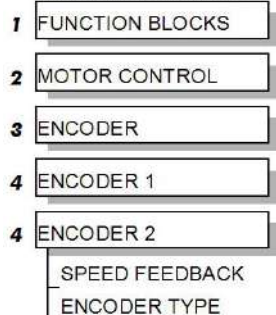 1 FUNCTION BLOCKS
2 MOTOR CONTROL
3 ENCODER
4 ENCODER 1
4 ENCODER 2
SPEED FEEDBACK
ENCODER TYPE